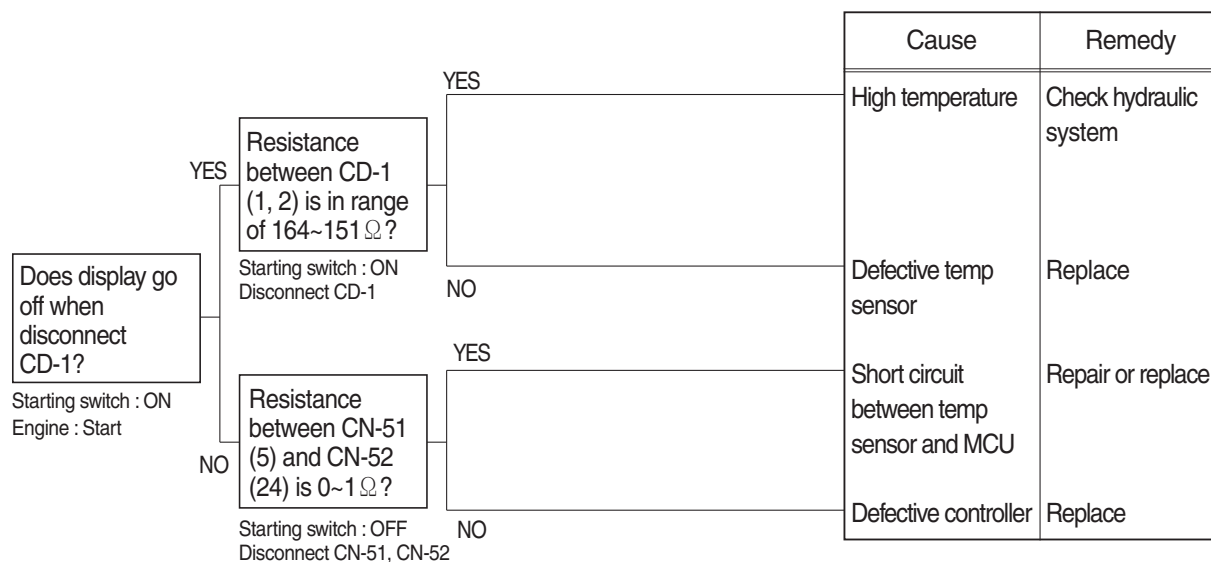 Does display go
off when
disconnect
CD-1?
Starting switch : ON
Engine : Start
YES
Resistance
between CD-1
(1, 2) is in range
of 164~151Ω?
Starting switch : ON
Disconnect CD-1
NO
Resistance
between CN-51
(5) and CN-52
(24) is 0~1Ω?
Starting switch : OFF
Disconnect CN-51, CN-52
YES
NO
YES
NO
Cause Remedy
High temperature Check hydraulic
system
Defective temp Replace
sensor
Short circuit Repair or replace
between temp
sensor and MCU
Defective controller Replace